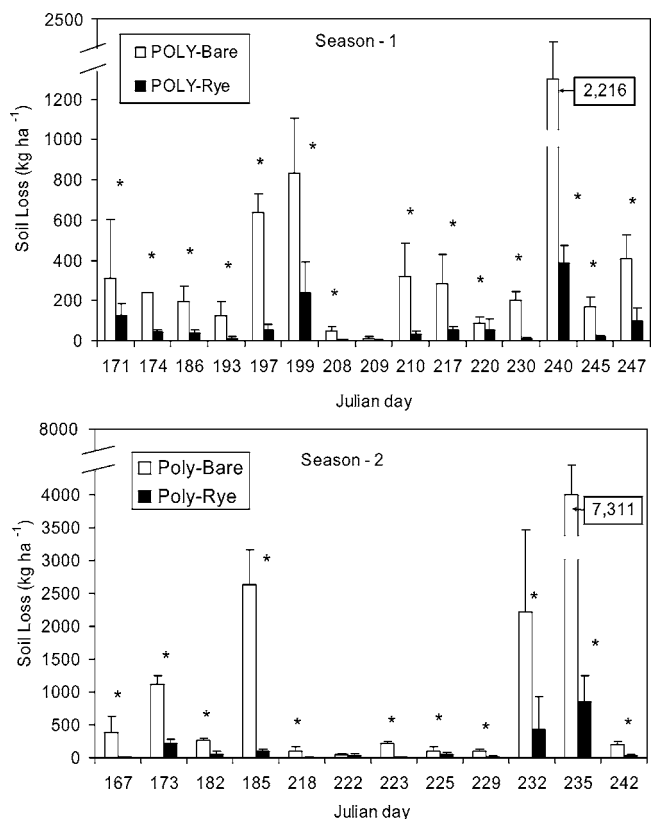 2500
Season - 1
POLY-Bare
POLY-Rye
2,216
1200
1000
800
600
400
200
0
Soil Loss (kg ha -1)
* * * * * * * * * * * * * *
171 174 186 193 197 199 208 209 210 217 220 230 240 245 247
Julian day
8000
Season - 2
Poly-Bare
Poly-Rye
7,311
4000
3500
3000
2500
2000
1500
1000
500
0
Soil Loss (kg ha -1)
* * * * * * * * * * *
167 173 182 185 218 222 223 225 229 232 235 242
Julian day